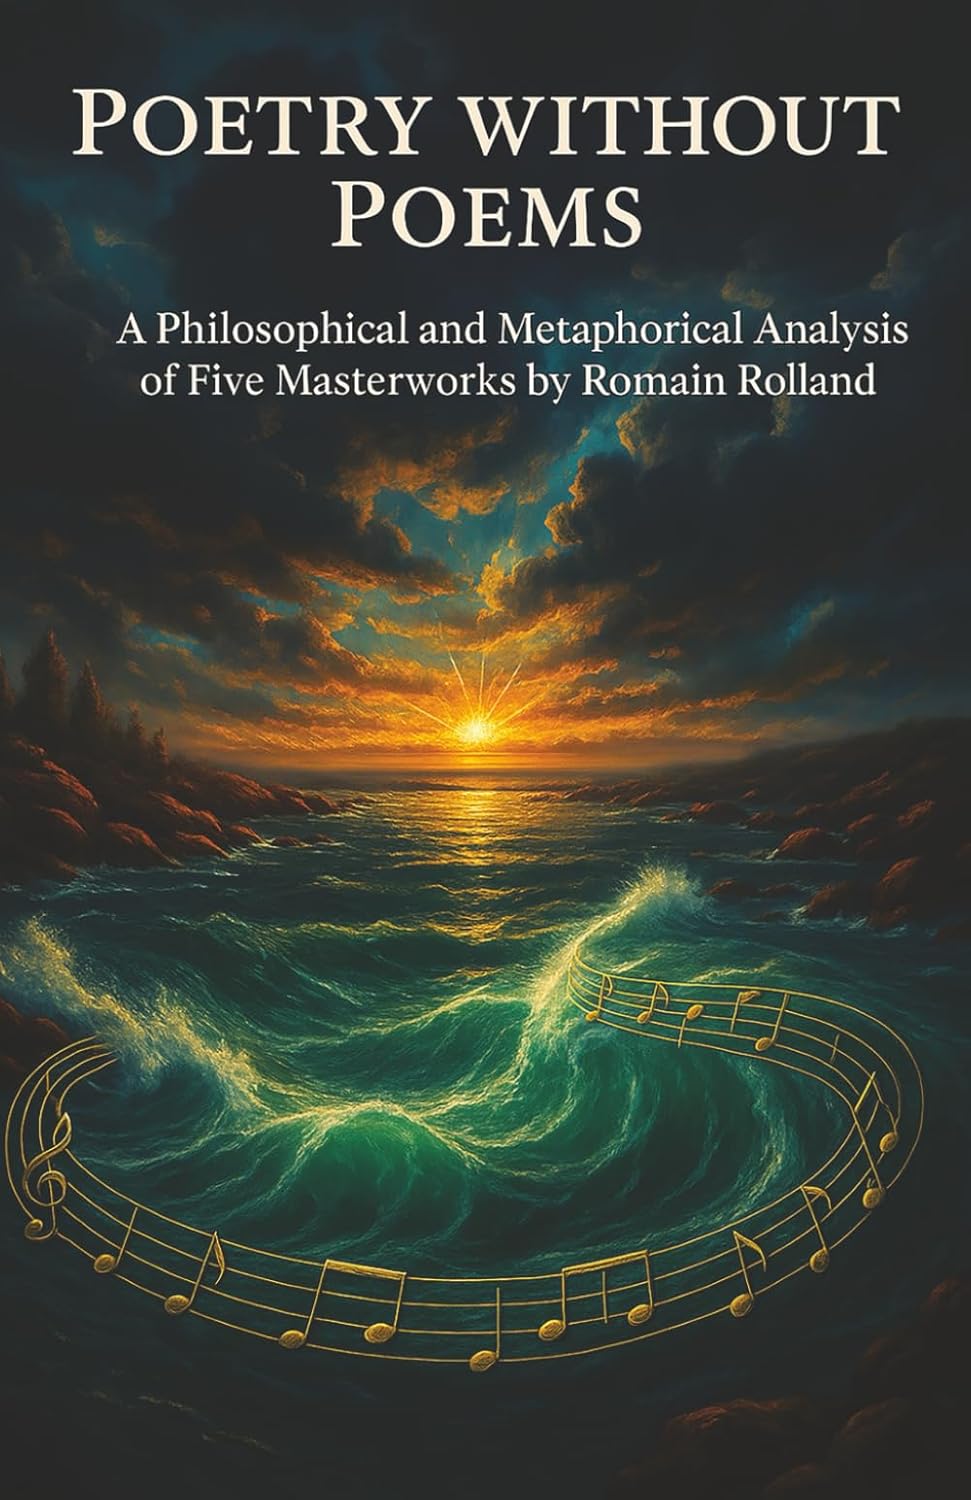 POETRY WITHOUT
POEMS
A Philosophical and Metaphorical Analysis
of Five Masterworks by Romain Rolland